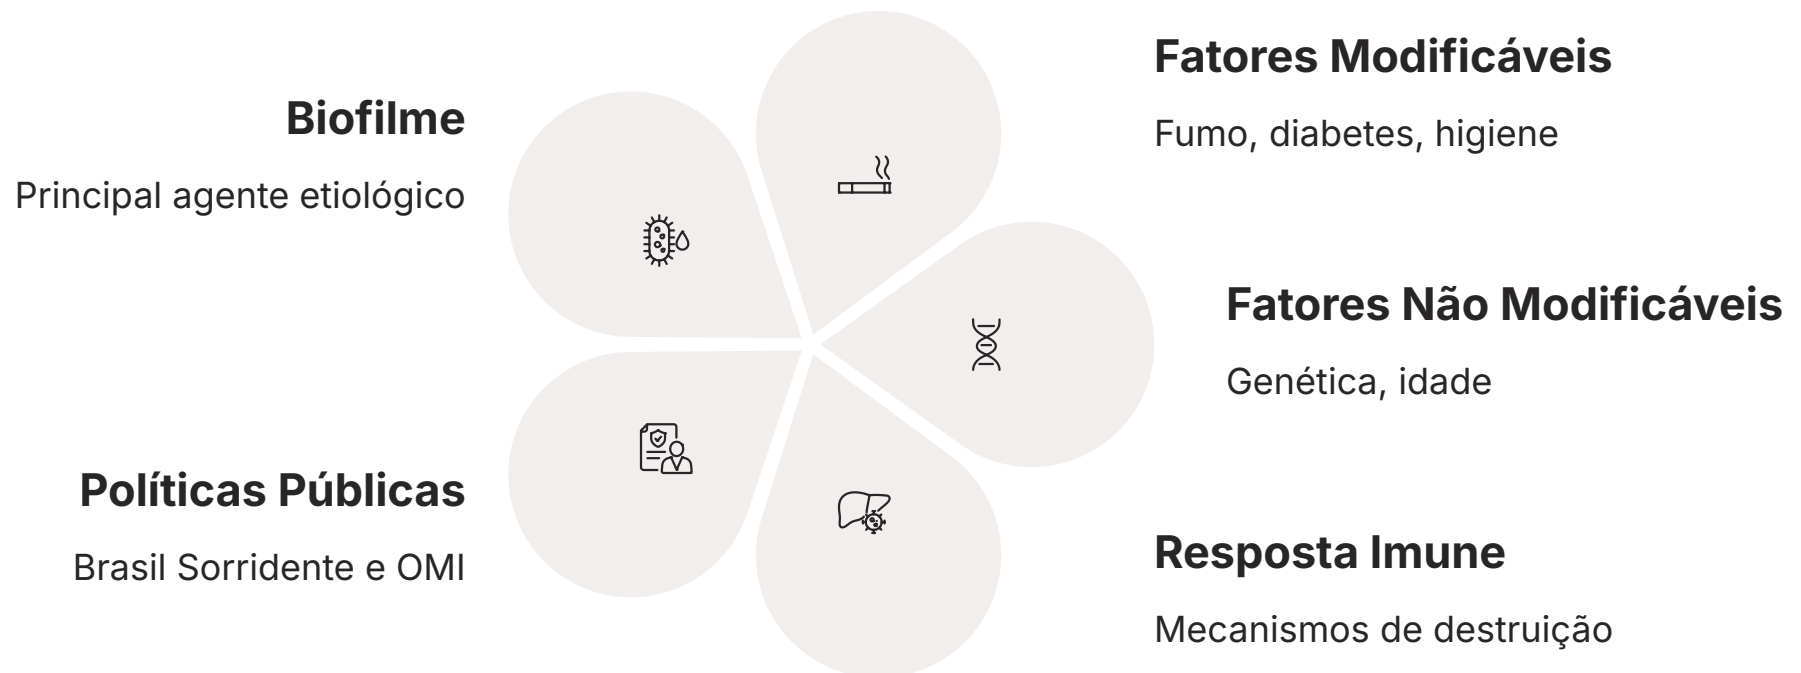 Biofilme
Principal agente etiológico
Fatores Modificáveis
Fumo, diabetes, higiene
Fatores Não Modificáveis
Genética, idade
Resposta Imune
Mecanismos de destruição
Políticas Públicas
Brasil Sorridente e OMI